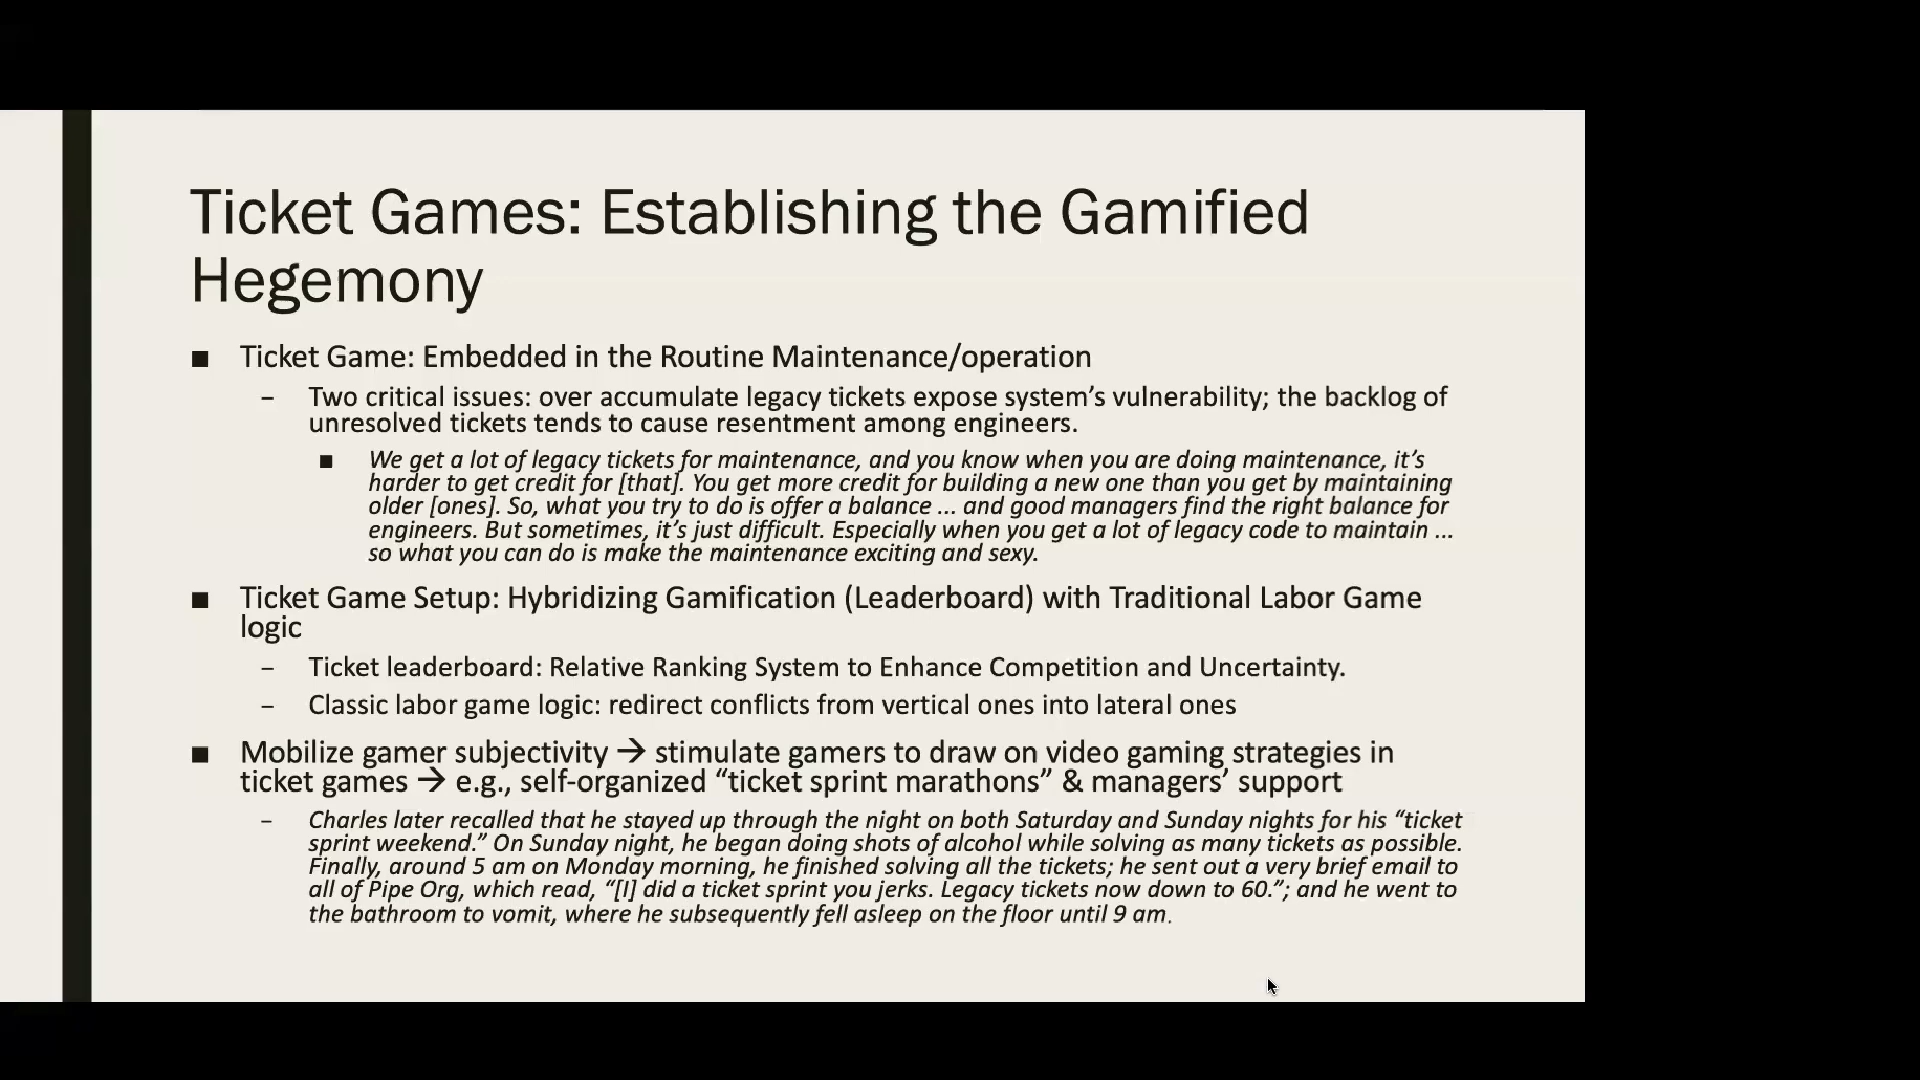 Ticket Games: Establishing the Gamified
Hegemony
■ Ticket Game: Embedded in the Routine Maintenance/operation
– Two critical issues: over accumulate legacy tickets expose system’s vulnerability; the backlog of
unresolved tickets tends to cause resentment among engineers.
■ We get a lot of legacy tickets for maintenance, and you know when you are doing maintenance, it’s
harder to get credit for [that]. You get more credit for building a new one than you get by maintaining
older [ones]. So, what you try to do is offer a balance ... and good managers find the right balance for
engineers. But sometimes, it’s just difficult. Especially when you get a lot of legacy code to maintain ...
so what you can do is make the maintenance exciting and sexy.
■ Ticket Game Setup: Hybridizing Gamification (Leaderboard) with Traditional Labor Game
logic
– Ticket leaderboard: Relative Ranking System to Enhance Competition and Uncertainty.
– Classic labor game logic: redirect conflicts from vertical ones into lateral ones
■ Mobilize gamer subjectivity → stimulate gamers to draw on video gaming strategies in
ticket games → e.g., self-organized “ticket sprint marathons” & managers’ support
– Charles later recalled that he stayed up through the night on both Saturday and Sunday nights for his “ticket
sprint weekend.” On Sunday night, he began doing shots of alcohol while solving as many tickets as possible.
Finally, around 5 am on Monday morning, he finished solving all the tickets; he sent out a very brief email to
all of Pipe Org, which read, “[I] did a ticket sprint you jerks. Legacy tickets now down to 60.”; and he went to
the bathroom to vomit, where he subsequently fell asleep on the floor until 9 am.